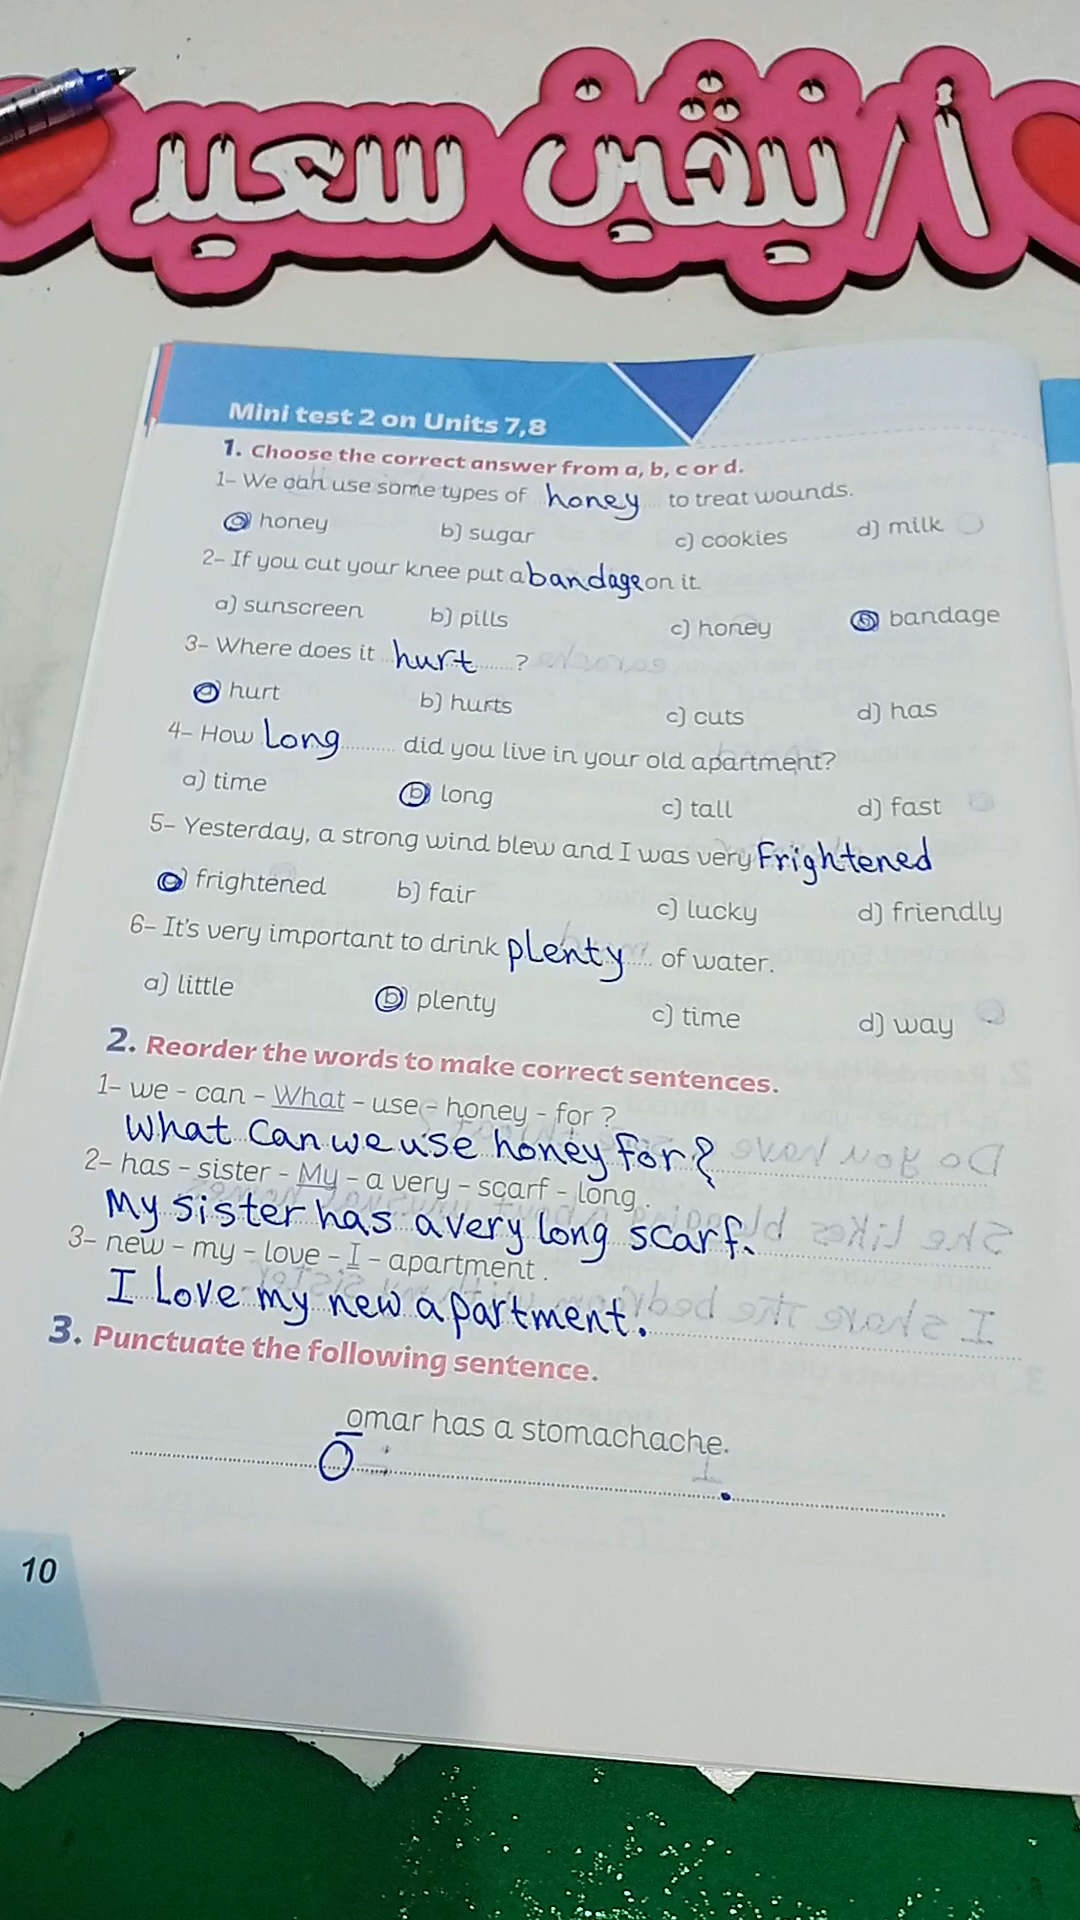 أ/ نيڤين سعيد
Mini test 2 on Units 7,8
1. Choose the correct answer from a, b, c or d.
1- We can use some types of honey to treat wounds.
a) honey b) sugar c) cookies d) milk
2- If you cut your knee put a bandage on it.
a) sunscreen b) pills c) honey d) bandage
3- Where does it hurt ?
a) hurt b) hurts c) cuts d) has
4- How Long did you live in your old apartment?
a) time b) long c) tall d) fast
5- Yesterday, a strong wind blew and I was very Frightened
a) frightened b) fair c) lucky d) friendly
6- It's very important to drink plenty of water.
a) little b) plenty c) time d) way
2. Reorder the words to make correct sentences.
1- we - can - What - use - honey - for ?
What can we use honey for?
2- has - sister - My - a very - scarf - long .
My sister has a very long scarf.
3- new - my - love - I - apartment .
I Love my new apartment.
3. Punctuate the following sentence.
omar has a stomachache.
O .
10